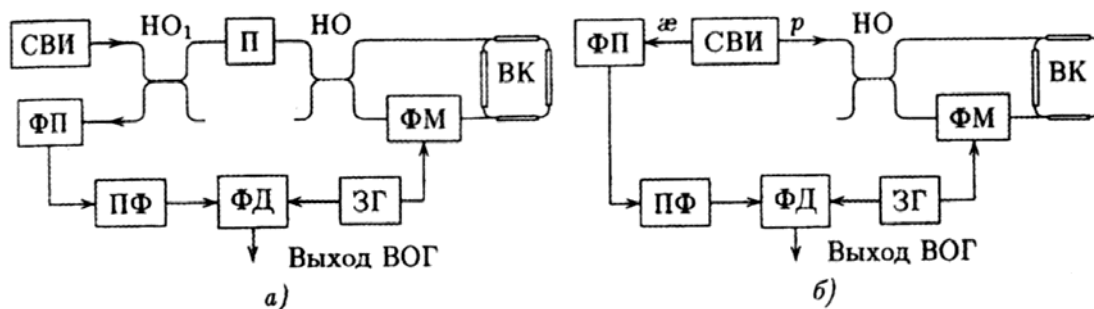 СВИ
НО₁
П
НО
ВК
ФП
ФМ
ПФ
ФД
ЗГ
Выход ВОГ
а)
ФП
æ
СВИ
p
НО
ВК
ФМ
ПФ
ФД
ЗГ
Выход ВОГ
б)